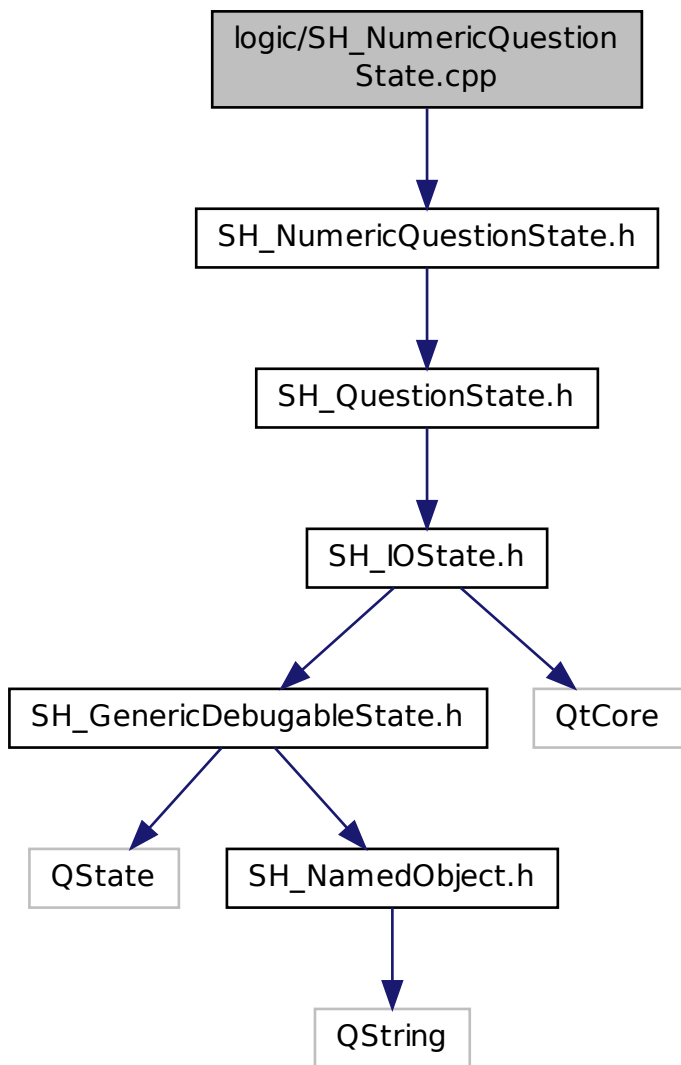 logic/SH_NumericQuestion
State.cpp
SH_NumericQuestionState.h
SH_QuestionState.h
SH_IOState.h
SH_GenericDebugableState.h
QtCore
QState
SH_NamedObject.h
QString